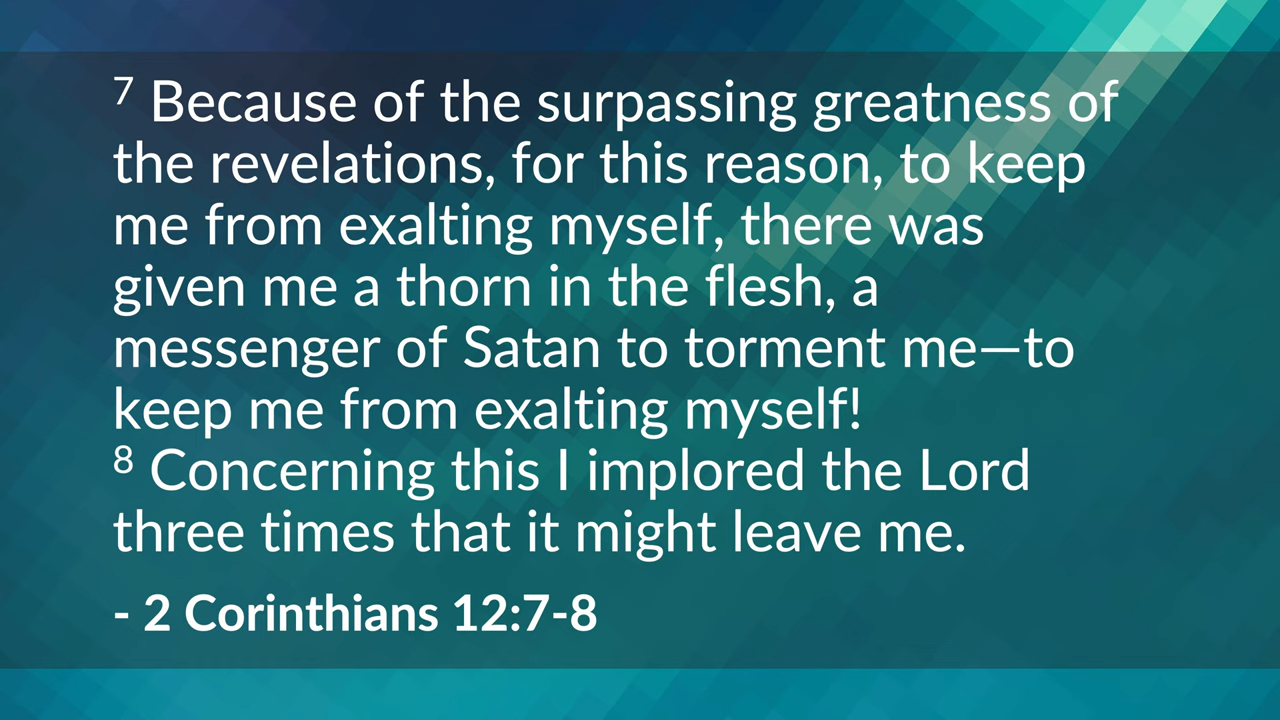 7 Because of the surpassing greatness of
the revelations, for this reason, to keep
me from exalting myself, there was
given me a thorn in the flesh, a
messenger of Satan to torment me—to
keep me from exalting myself!
8 Concerning this I implored the Lord
three times that it might leave me.
- 2 Corinthians 12:7-8